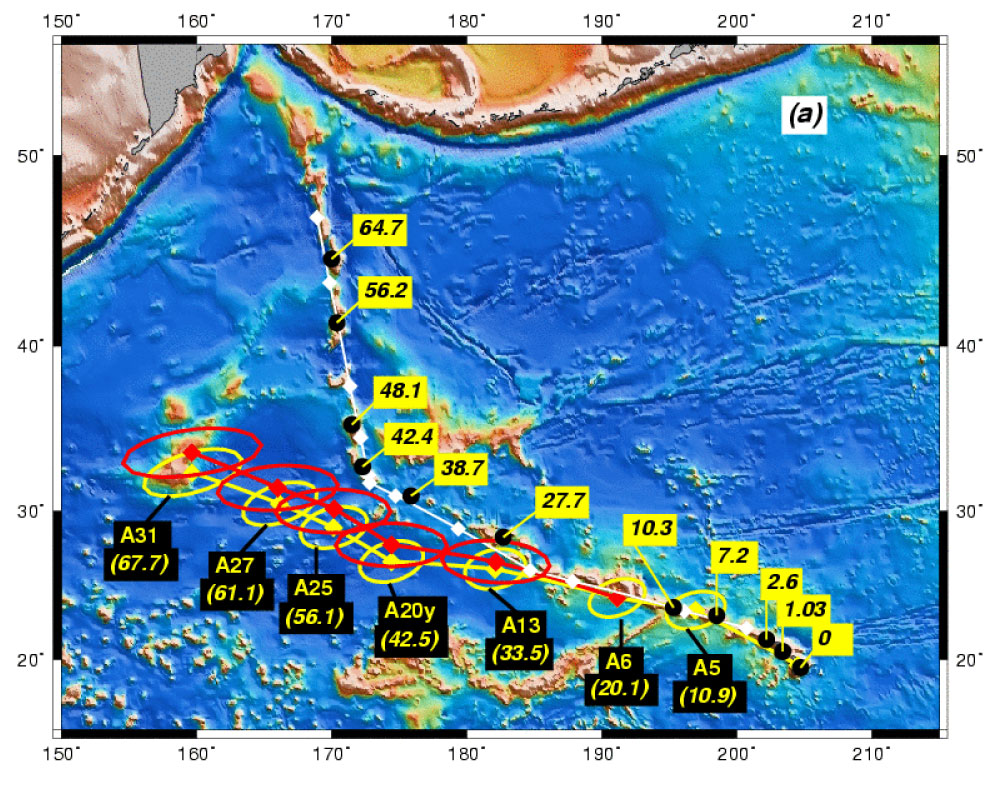 150° 160° 170° 180° 190° 200° 210°
(a)
50° 50°
64.7
56.2
40° 40°
48.1
42.4
38.7
30° 30°
27.7
10.3
7.2
2.6
1.03
0
A31
(67.7)
A27
(61.1)
A25
(56.1)
A20y
(42.5)
A13
(33.5)
A6
(20.1)
A5
(10.9)
20° 20°
150° 160° 170° 180° 190° 200° 210°